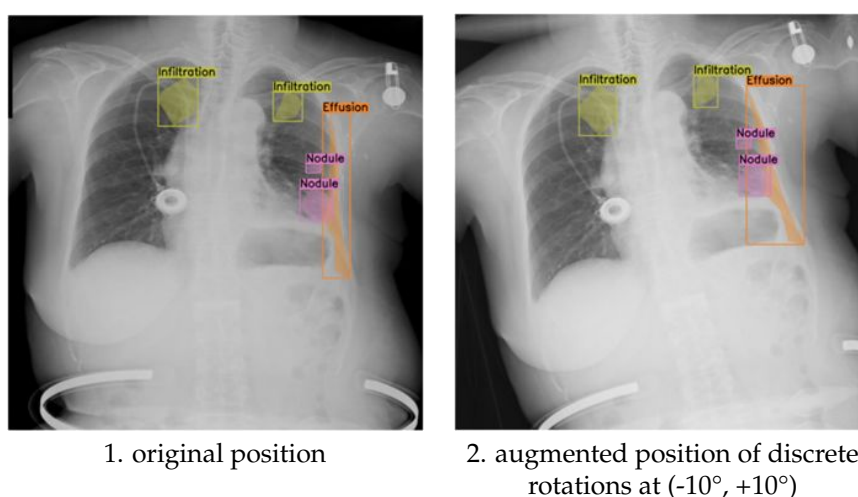 Infiltration
Infiltration
Effusion
Nodule
Nodule
Infiltration
Infiltration
Effusion
Nodule
Nodule
1. original position
2. augmented position of discrete
rotations at (-10°, +10°)